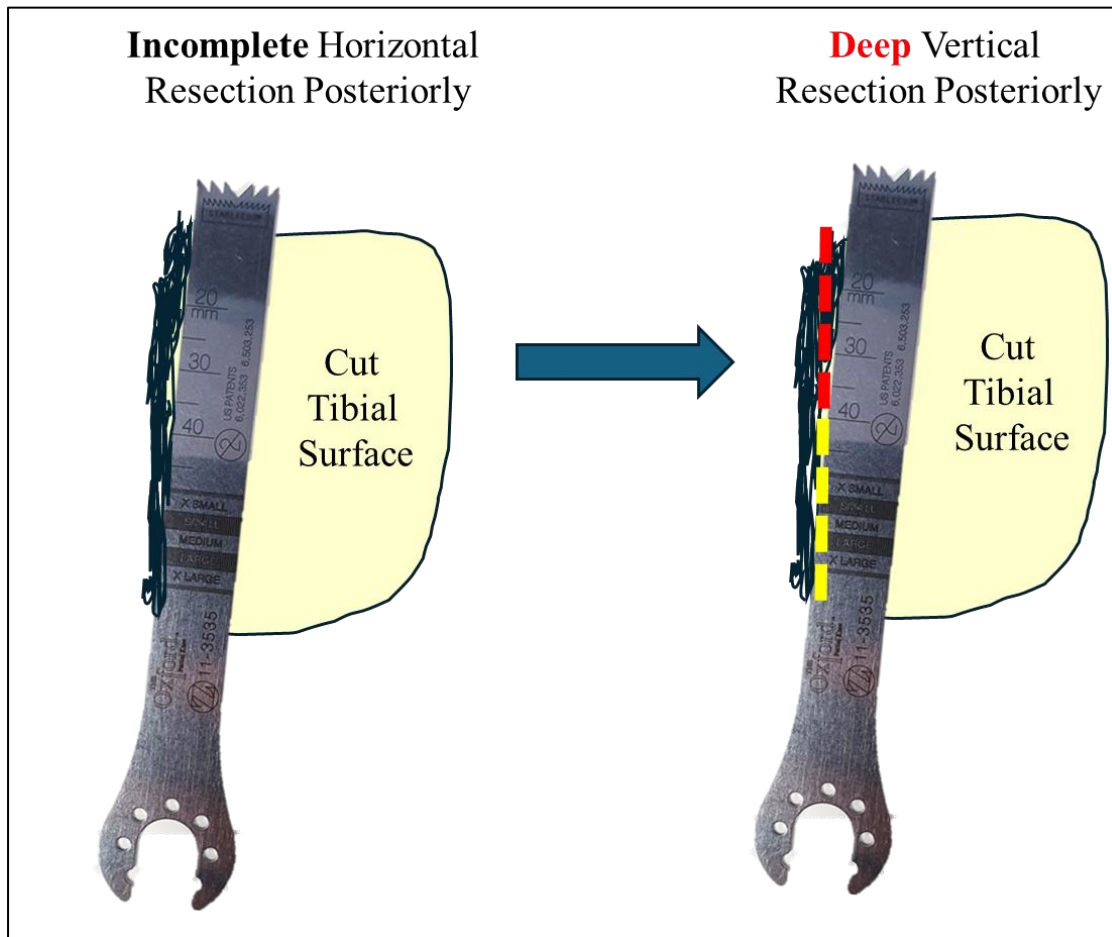 Incomplete Horizontal
Resection Posteriorly
Deep Vertical
Resection Posteriorly
20
mm
30
40
US PATENTS
6,022,353 6,503,253
X SMALL
SMALL
MEDIUM
LARGE
X LARGE
Oxford
11-3535
Cut
Tibial
Surface
20
mm
30
40
US PATENTS
6,022,353 6,503,253
X SMALL
SMALL
MEDIUM
LARGE
X LARGE
Oxford
11-3535
Cut
Tibial
Surface